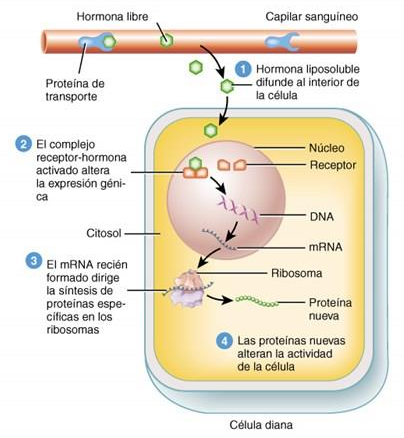 Hormona libre
Capilar sanguíneo
Proteína de
transporte
1 Hormona liposoluble
difunde al interior de
la célula
2 El complejo
receptor-hormona
activado altera
la expresión géni-
ca
Núcleo
Receptor
DNA
Citosol
mRNA
3 El mRNA recién
formado dirige
la síntesis de
proteínas espe-
cíficas en los
ribosomas
Ribosoma
Proteína
nueva
4 Las proteínas nuevas
alteran la actividad
de la célula
Célula diana